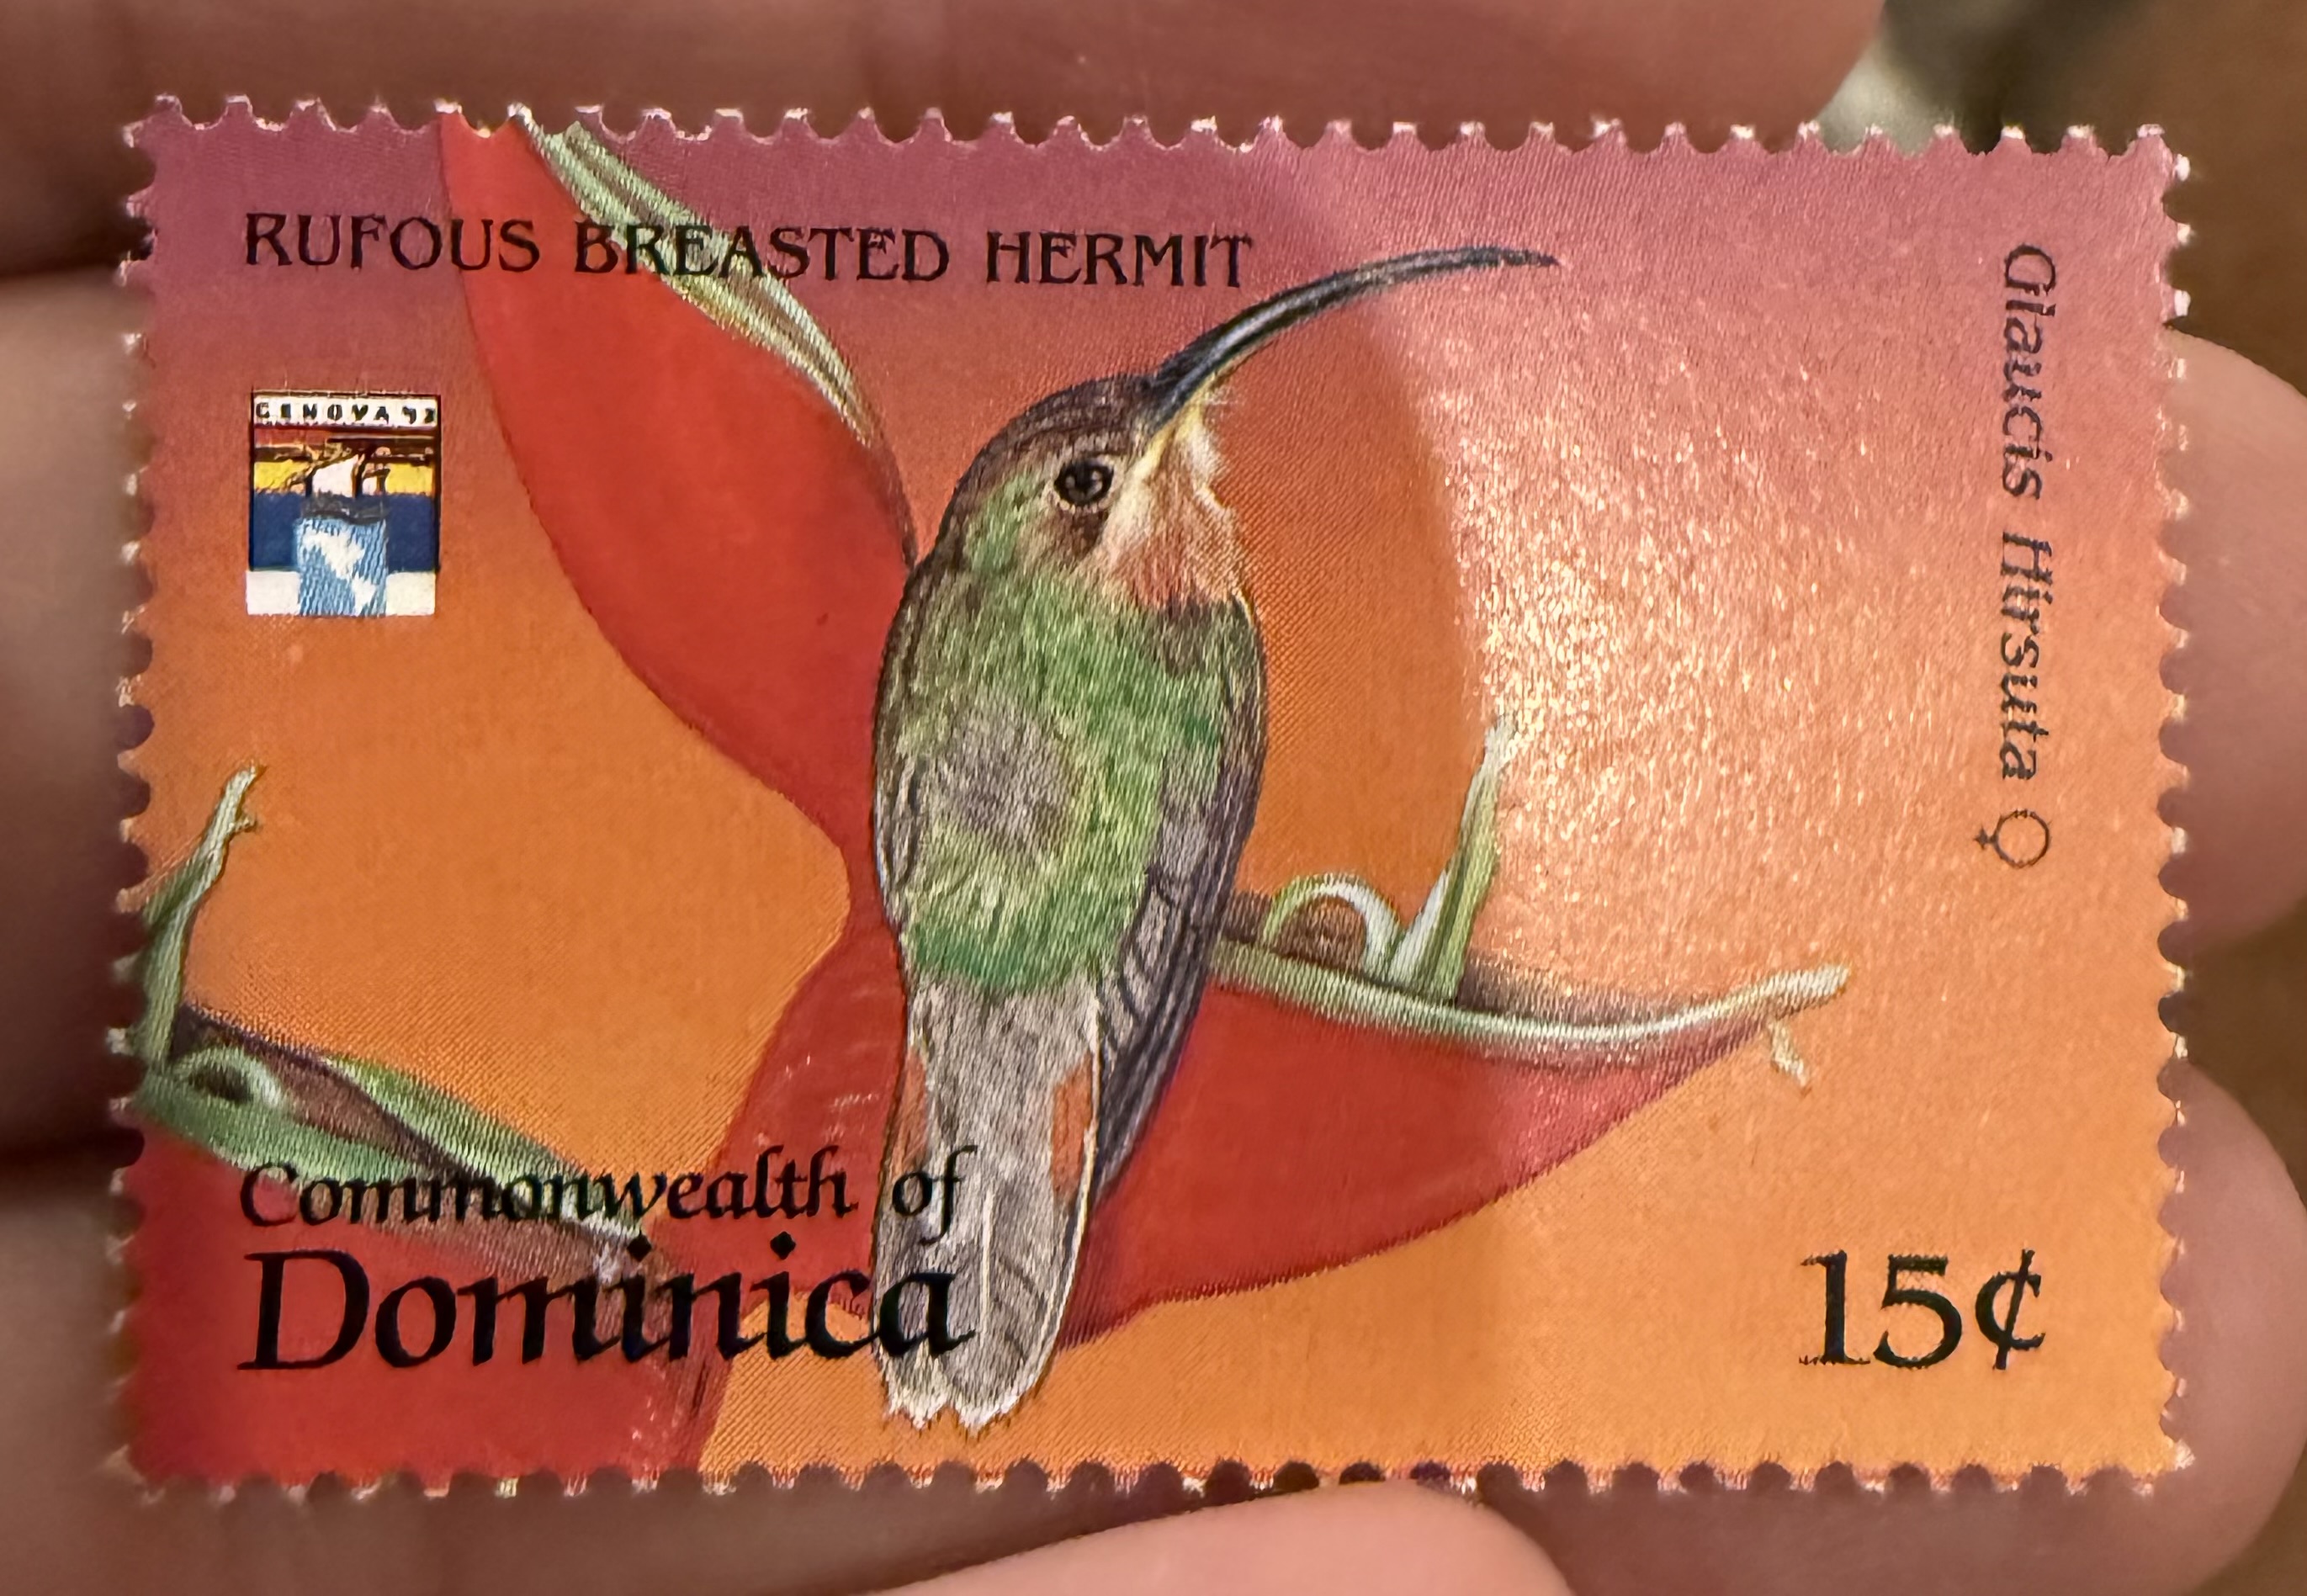 RUFOUS BREASTED HERMIT
GENOVA 92
Glaucis Hirsuta ♀
Commonwealth of
Dominica
15¢